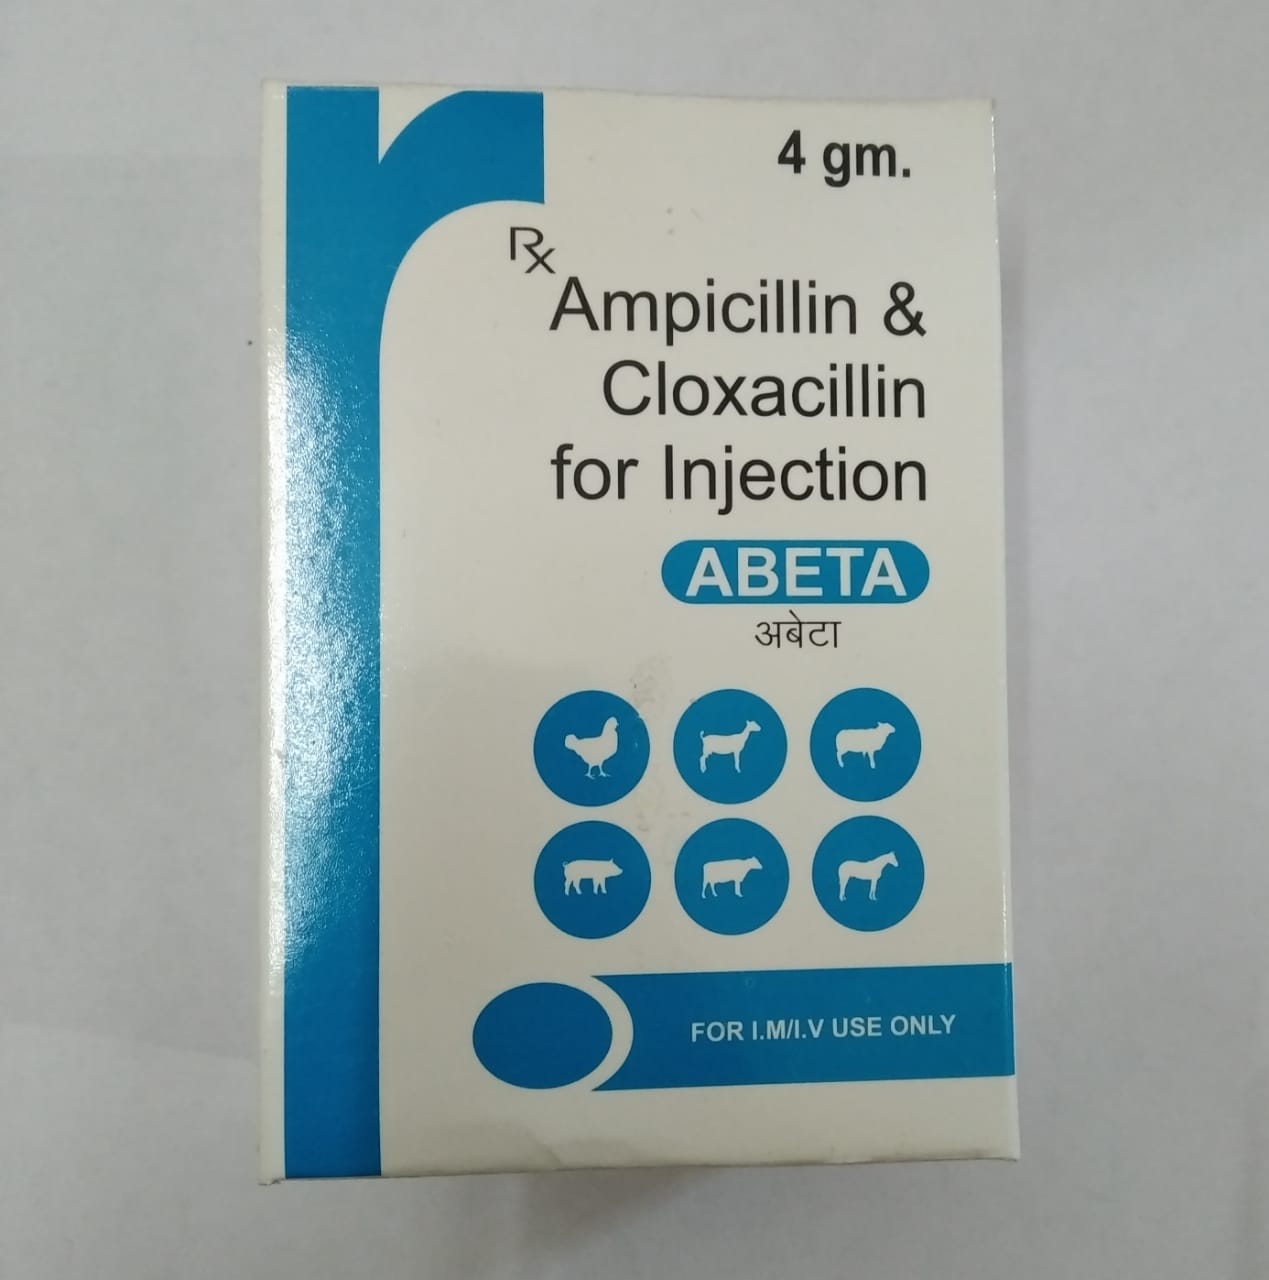 4 gm.
Rx
Ampicillin &
Cloxacillin
for Injection
ABETA
अबेटा
FOR I.M/I.V USE ONLY